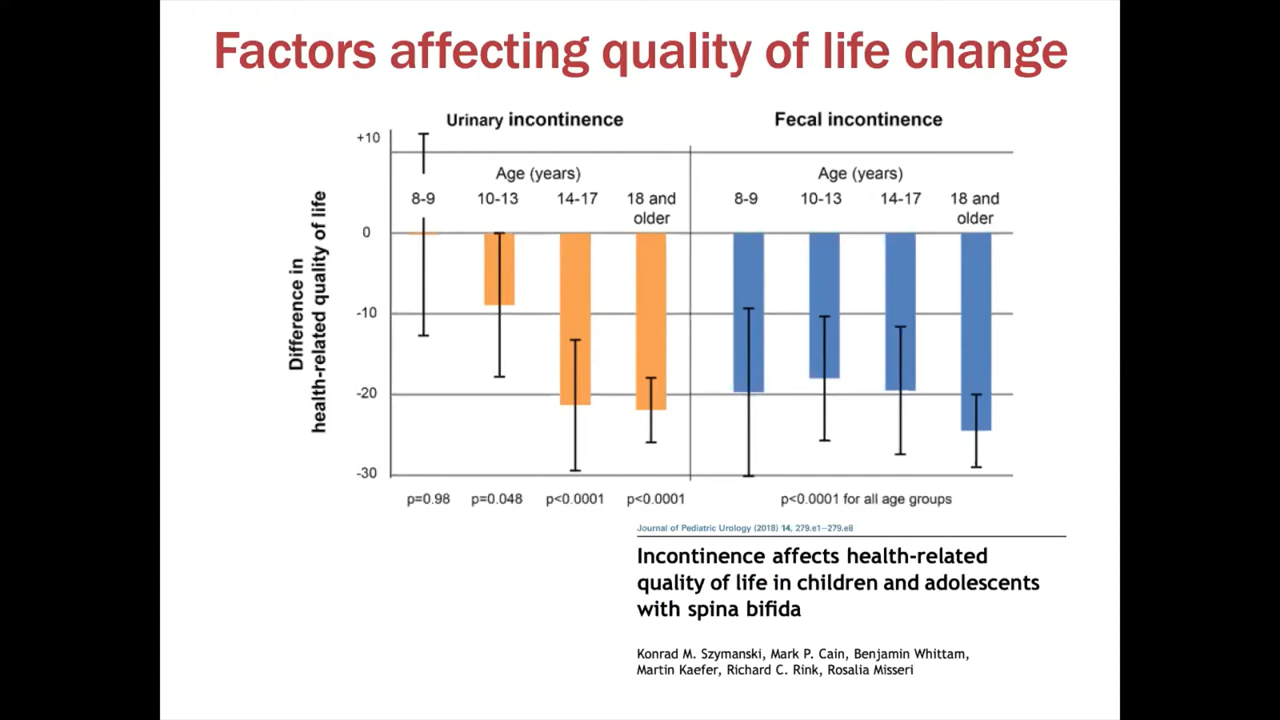 Factors affecting quality of life change
Urinary incontinence
Fecal incontinence
+10
Age (years)
Age (years)
8-9 10-13 14-17 18 and older
8-9 10-13 14-17 18 and older
0
-10
-20
-30
Difference in
health-related quality of life
p=0.98 p=0.048 p<0.0001 p<0.0001
p<0.0001 for all age groups
Journal of Pediatric Urology (2018) 14, 279.e1–279.e8
Incontinence affects health-related
quality of life in children and adolescents
with spina bifida
Konrad M. Szymanski, Mark P. Cain, Benjamin Whittam,
Martin Kaefer, Richard C. Rink, Rosalia Misseri